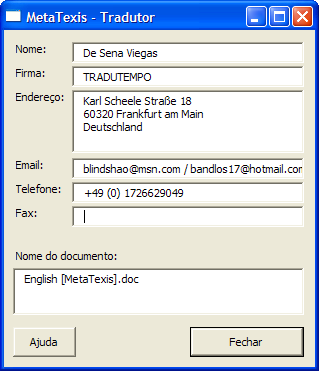 MetaTexis - Tradutor
Nome: De Sena Viegas
Firma: TRADUTEMPO
Endereço: Karl Scheele Straße 18
60320 Frankfurt am Main
Deutschland
Email: blindshao@msn.com / bandlos17@hotmail.com
Telefone: +49 (0) 1726629049
Fax:
Nome do documento:
English [MetaTexis].doc
Ajuda Fechar